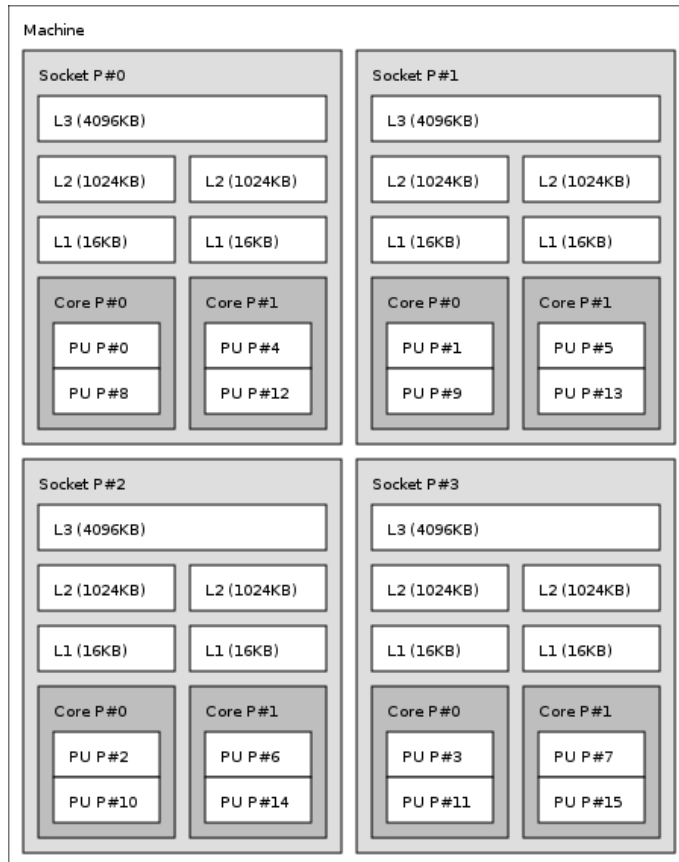 Machine
Socket P#0
L3 (4096KB)
L2 (1024KB)
L2 (1024KB)
L1 (16KB)
L1 (16KB)
Core P#0
PU P#0
PU P#8
Core P#1
PU P#4
PU P#12
Socket P#1
L3 (4096KB)
L2 (1024KB)
L2 (1024KB)
L1 (16KB)
L1 (16KB)
Core P#0
PU P#1
PU P#9
Core P#1
PU P#5
PU P#13
Socket P#2
L3 (4096KB)
L2 (1024KB)
L2 (1024KB)
L1 (16KB)
L1 (16KB)
Core P#0
PU P#2
PU P#10
Core P#1
PU P#6
PU P#14
Socket P#3
L3 (4096KB)
L2 (1024KB)
L2 (1024KB)
L1 (16KB)
L1 (16KB)
Core P#0
PU P#3
PU P#11
Core P#1
PU P#7
PU P#15